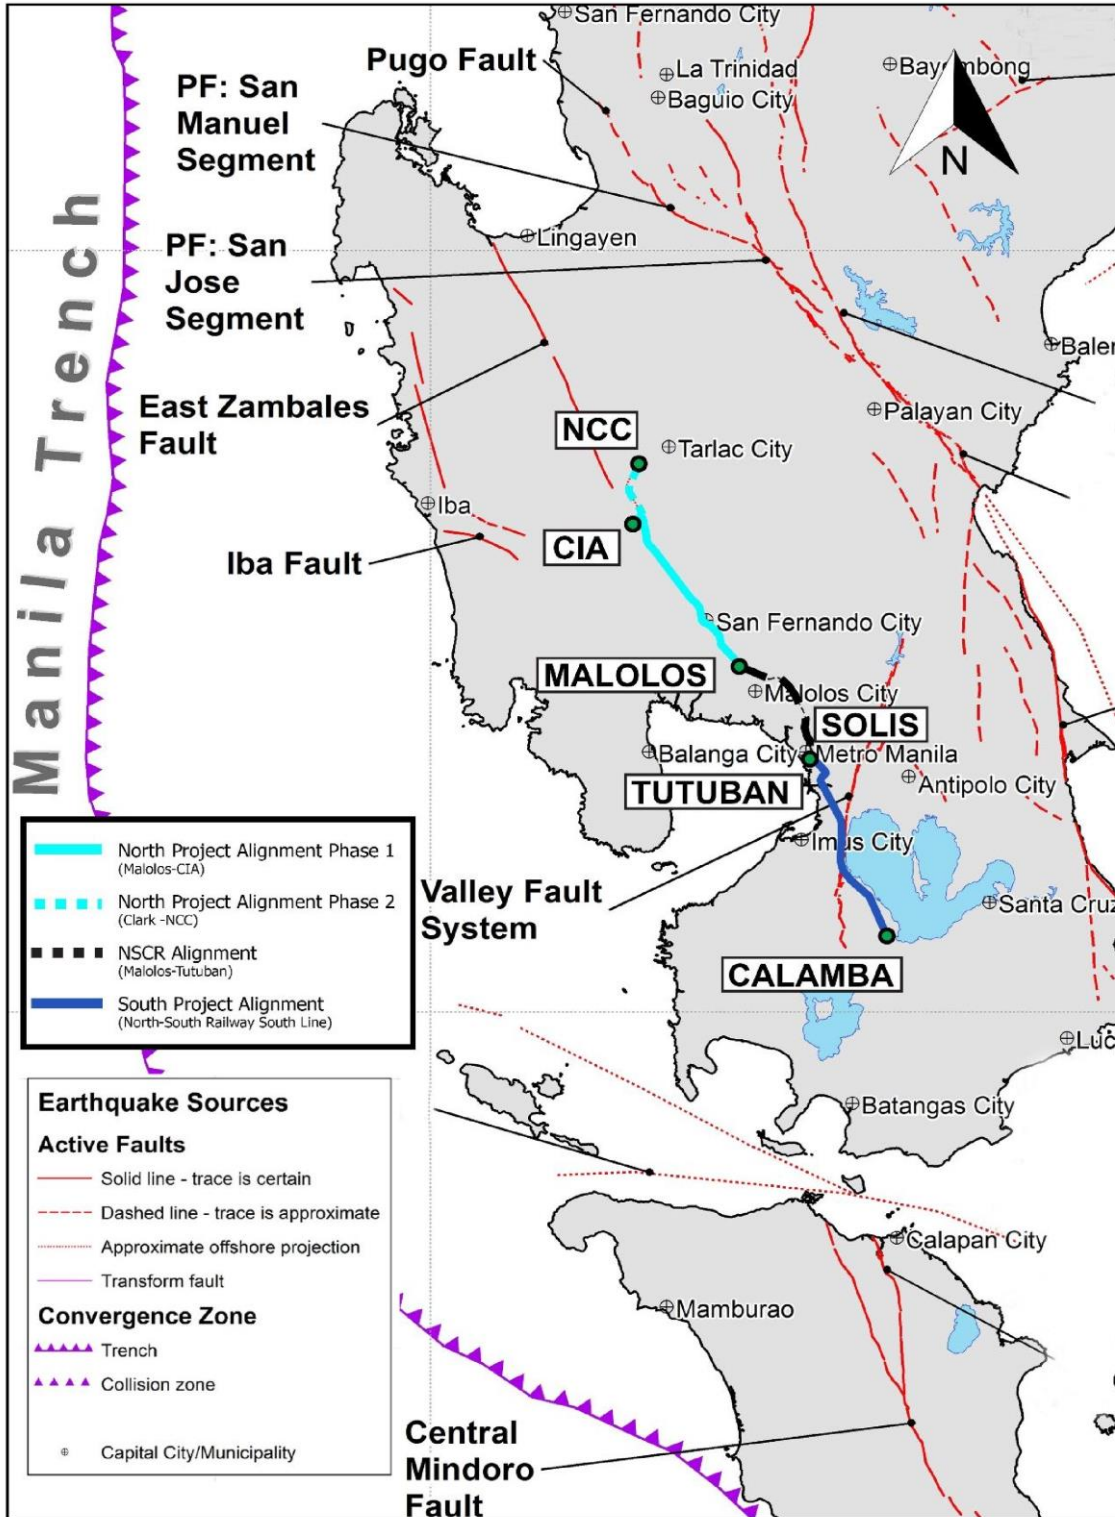 San Fernando City
Pugo Fault
La Trinidad
Baguio City
PF: San
Manuel
Segment
N
Lingayen
PF: San
Jose
Segment
Manila Trench
East Zambales
Fault
Palayan City
NCC
Tarlac City
Iba
CIA
Iba Fault
San Fernando City
MALOLOS
Malolos City
SOLIS
Balanga City
Metro Manila
TUTUBAN
Antipolo City
Imus City
Valley Fault
System
Santa Cruz
CALAMBA
North Project Alignment Phase 1
(Malolos-CIA)
North Project Alignment Phase 2
(Clark -NCC)
NSCR Alignment
(Malolos-Tutuban)
South Project Alignment
(North-South Railway South Line)
Luc
Batangas City
Earthquake Sources
Active Faults
Solid line - trace is certain
Dashed line - trace is approximate
Approximate offshore projection
Transform fault
Convergence Zone
Trench
Collision zone
Capital City/Municipality
Calapan City
Mamburao
Central
Mindoro
Fault